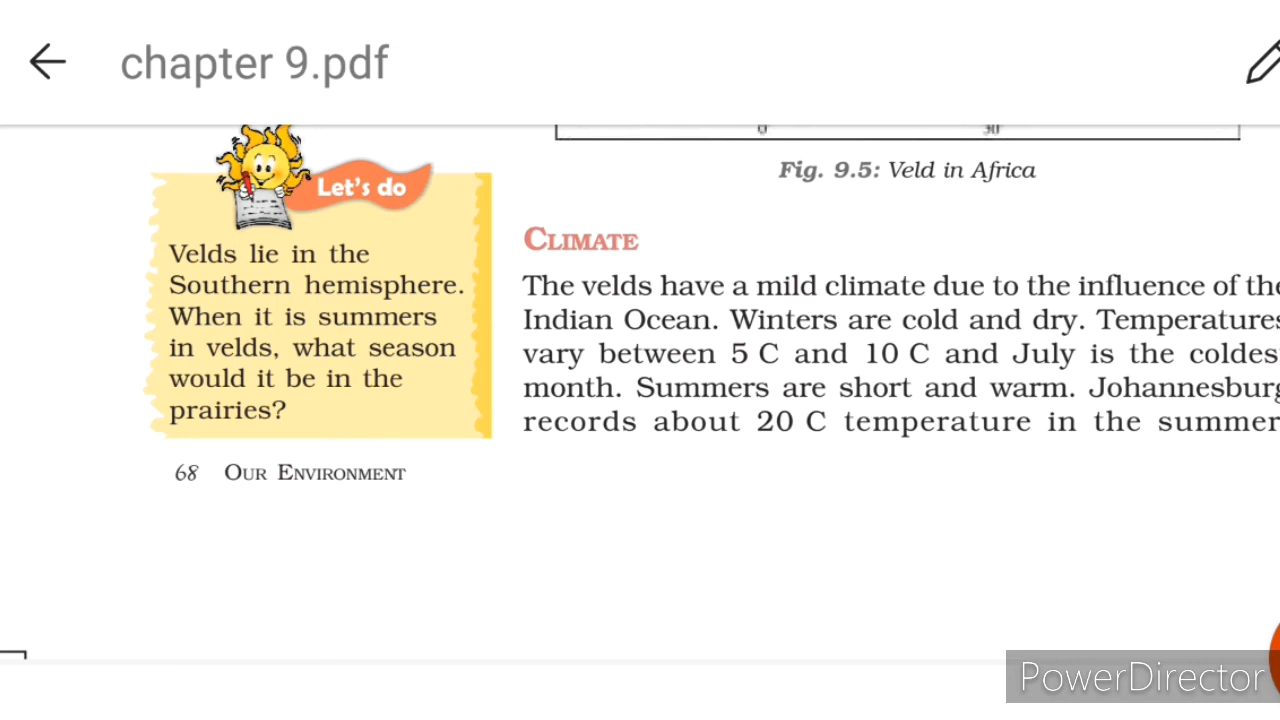 chapter 9.pdf
0
30
Fig. 9.5: Veld in Africa
Let's do
Velds lie in the
Southern hemisphere.
When it is summers
in velds, what season
would it be in the
prairies?
CLIMATE
The velds have a mild climate due to the influence of the
Indian Ocean. Winters are cold and dry. Temperatures
vary between 5 C and 10 C and July is the coldes
month. Summers are short and warm. Johannesburg
records about 20 C temperature in the summer
68 OUR ENVIRONMENT
PowerDirector